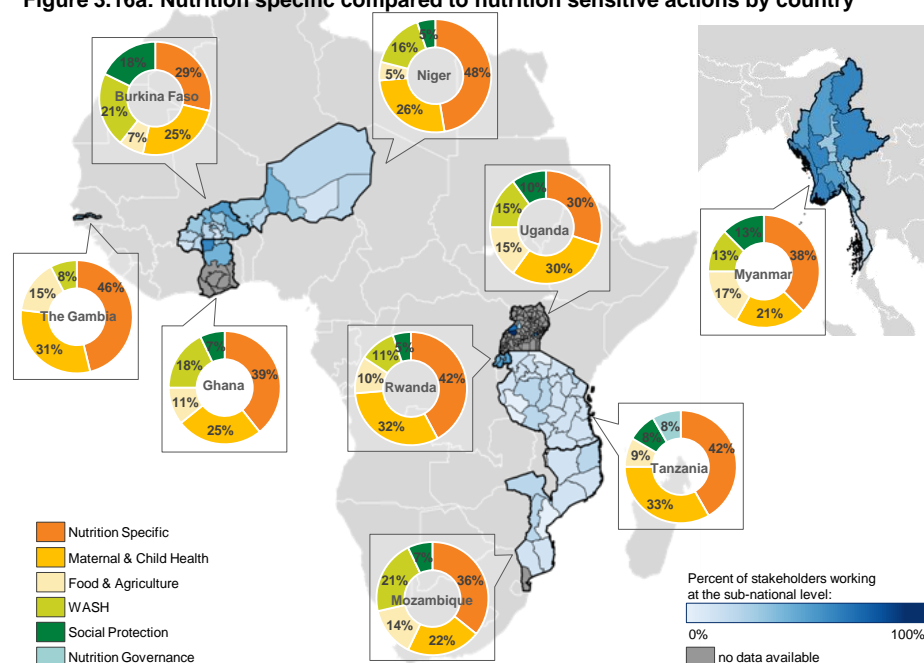 Figure 3.16a: Nutrition specific compared to nutrition sensitive actions by country
5%
16%
5%
48%
Niger
26%
18%
29%
Burkina Faso
21%
7%
25%
10%
30%
15%
Uganda
15%
30%
13%
13%
38%
Myanmar
17%
21%
8%
15%
46%
The Gambia
31%
7%
18%
39%
Ghana
11%
25%
5%
11%
10%
42%
Rwanda
32%
8%
8%
42%
9%
Tanzania
33%
7%
21%
36%
Mozambique
14%
22%
Nutrition Specific
Maternal & Child Health
Food & Agriculture
WASH
Social Protection
Nutrition Governance
Percent of stakeholders working
at the sub-national level:
0% 100%
no data available